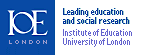 IOE
LONDON
Leading education
and social research
Institute of Education
University of London